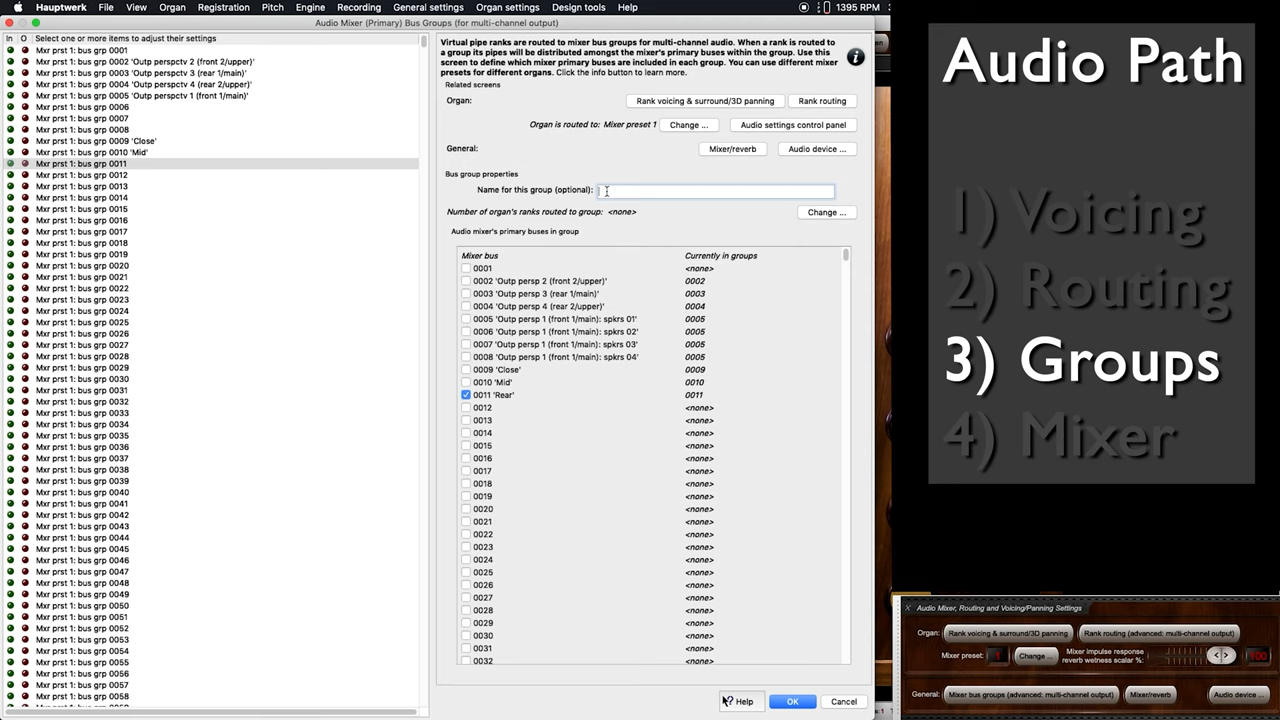 Hauptwerk File Organ Registration Pitch Engine Recording General settings Organ settings Design tools Help 1395 RPM
Audio Mixer (Primary) Bus Groups (for multi-channel output)
In O Select one or more items to adjust their settings
Mxr prst 1: bus grp 0001
Mxr prst 1: bus grp 0002 'Outp perspctv 2 (front 2/upper)'
Mxr prst 1: bus grp 0003 'Outp perspctv 3 (rear 1/main)'
Mxr prst 1: bus grp 0004 'Outp perspctv 4 (rear 2/upper)'
Mxr prst 1: bus grp 0005 'Outp perspctv 1 (front 1/main)'
Mxr prst 1: bus grp 0006
Mxr prst 1: bus grp 0007
Mxr prst 1: bus grp 0008
Mxr prst 1: bus grp 0009 'Close'
Mxr prst 1: bus grp 0010 'Mid'
Mxr prst 1: bus grp 0011
Mxr prst 1: bus grp 0012
Mxr prst 1: bus grp 0013
Mxr prst 1: bus grp 0014
Mxr prst 1: bus grp 0015
Mxr prst 1: bus grp 0016
Mxr prst 1: bus grp 0017
Mxr prst 1: bus grp 0018
Mxr prst 1: bus grp 0019
Mxr prst 1: bus grp 0020
Mxr prst 1: bus grp 0021
Mxr prst 1: bus grp 0022
Mxr prst 1: bus grp 0023
Mxr prst 1: bus grp 0024
Mxr prst 1: bus grp 0025
Mxr prst 1: bus grp 0026
Mxr prst 1: bus grp 0027
Mxr prst 1: bus grp 0028
Mxr prst 1: bus grp 0029
Mxr prst 1: bus grp 0030
Mxr prst 1: bus grp 0031
Mxr prst 1: bus grp 0032
Mxr prst 1: bus grp 0033
Mxr prst 1: bus grp 0034
Mxr prst 1: bus grp 0035
Mxr prst 1: bus grp 0036
Mxr prst 1: bus grp 0037
Mxr prst 1: bus grp 0038
Mxr prst 1: bus grp 0039
Mxr prst 1: bus grp 0040
Mxr prst 1: bus grp 0041
Mxr prst 1: bus grp 0042
Mxr prst 1: bus grp 0043
Mxr prst 1: bus grp 0044
Mxr prst 1: bus grp 0045
Mxr prst 1: bus grp 0046
Mxr prst 1: bus grp 0047
Mxr prst 1: bus grp 0048
Mxr prst 1: bus grp 0049
Mxr prst 1: bus grp 0050
Mxr prst 1: bus grp 0051
Mxr prst 1: bus grp 0052
Mxr prst 1: bus grp 0053
Mxr prst 1: bus grp 0054
Mxr prst 1: bus grp 0055
Mxr prst 1: bus grp 0056
Mxr prst 1: bus grp 0057
Mxr prst 1: bus grp 0058
Virtual pipe ranks are routed to mixer bus groups for multi-channel audio. When a rank is routed to
a group its pipes will be distributed amongst the mixer's primary buses within the group. Use this
screen to define which mixer primary buses are included in each group. You can use different mixer
presets for different organs. Click the info button to learn more.
Related screens
Organ: Rank voicing & surround/3D panning Rank routing
Organ is routed to: Mixer preset 1 Change ... Audio settings control panel
General: Mixer/reverb Audio device ...
Bus group properties
Name for this group (optional):
Number of organ's ranks routed to group: <none> Change ...
Audio mixer's primary buses in group
Mixer bus Currently in groups
0001 <none>
0002 'Outp persp 2 (front 2/upper)' 0002
0003 'Outp persp 3 (rear 1/main)' 0003
0004 'Outp persp 4 (rear 2/upper)' 0004
0005 'Outp persp 1 (front 1/main): spkrs 01' 0005
0006 'Outp persp 1 (front 1/main): spkrs 02' 0005
0007 'Outp persp 1 (front 1/main): spkrs 03' 0005
0008 'Outp persp 1 (front 1/main): spkrs 04' 0005
0009 'Close' 0009
0010 'Mid' 0010
0011 'Rear' 0011
0012 <none>
0013 <none>
0014 <none>
0015 <none>
0016 <none>
0017 <none>
0018 <none>
0019 <none>
0020 <none>
0021 <none>
0022 <none>
0023 <none>
0024 <none>
0025 <none>
0026 <none>
0027 <none>
0028 <none>
0029 <none>
0030 <none>
0031 <none>
0032 <none>
Help OK Cancel
Audio Path
1) Voicing
2) Routing
3) Groups
4) Mixer
Audio Mixer, Routing and Voicing/Panning Settings
Organ: Rank voicing & surround/3D panning Rank routing (advanced: multi-channel output)
Mixer preset: 1 Change ... Mixer impulse response
reverb wetness scalar %: 100
General: Mixer bus groups (advanced: multi-channel output) Mixer/reverb Audio device ...